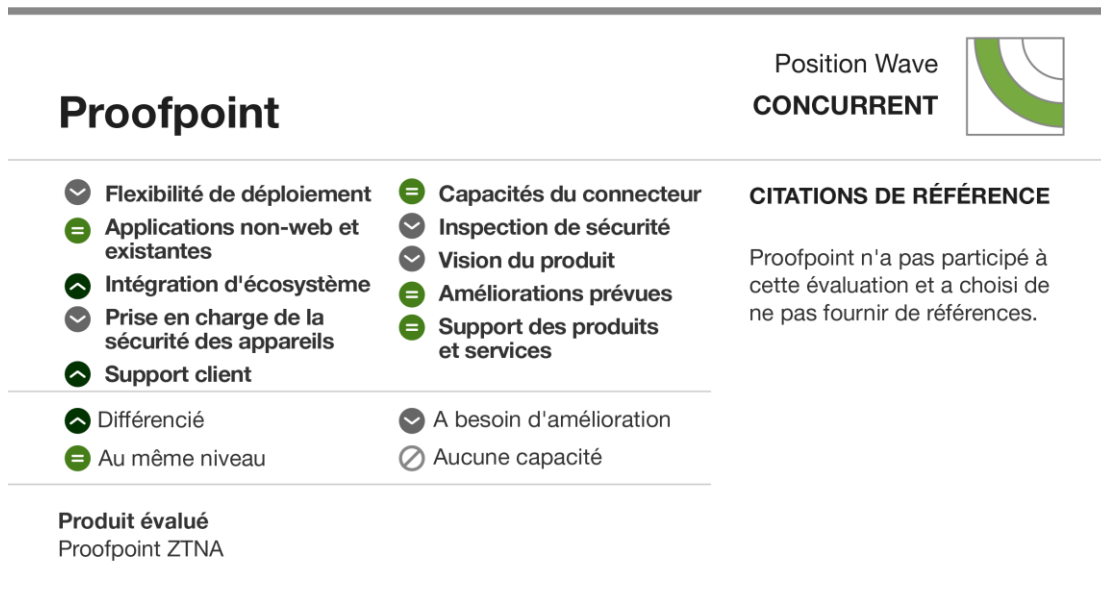 Proofpoint
Position Wave
CONCURRENT
Flexibilité de déploiement
Applications non-web et
existantes
Intégration d'écosystème
Prise en charge de la
sécurité des appareils
Support client
Capacités du connecteur
Inspection de sécurité
Vision du produit
Améliorations prévues
Support des produits
et services
CITATIONS DE RÉFÉRENCE
Proofpoint n'a pas participé à
cette évaluation et a choisi de
ne pas fournir de références.
Différencié
Au même niveau
A besoin d'amélioration
Aucune capacité
Produit évalué
Proofpoint ZTNA